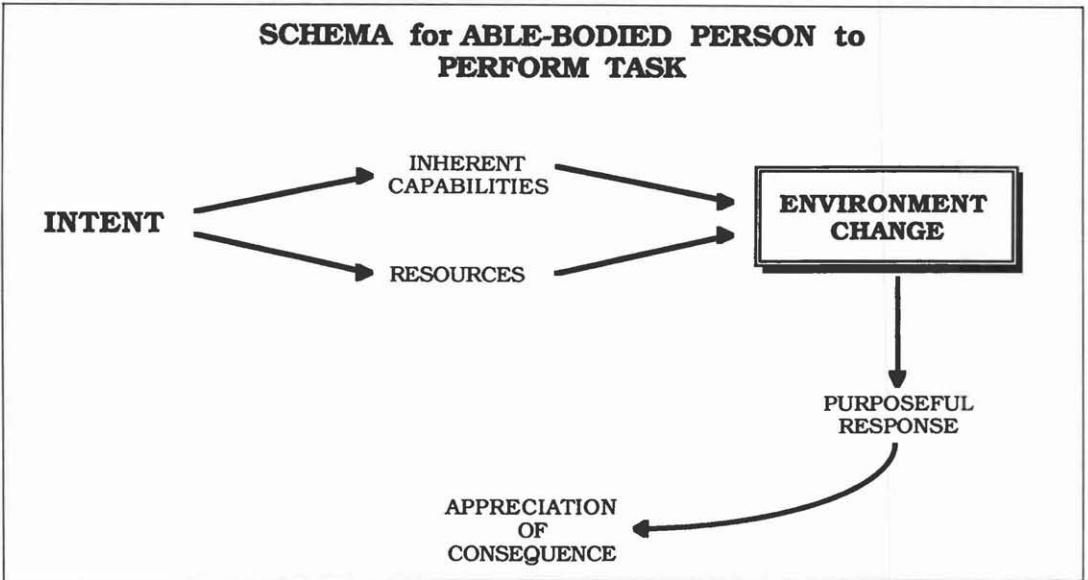 SCHEMA for ABLE-BODIED PERSON to
PERFORM TASK
INHERENT
CAPABILITIES
INTENT
RESOURCES
ENVIRONMENT
CHANGE
PURPOSEFUL
RESPONSE
APPRECIATION
OF
CONSEQUENCE